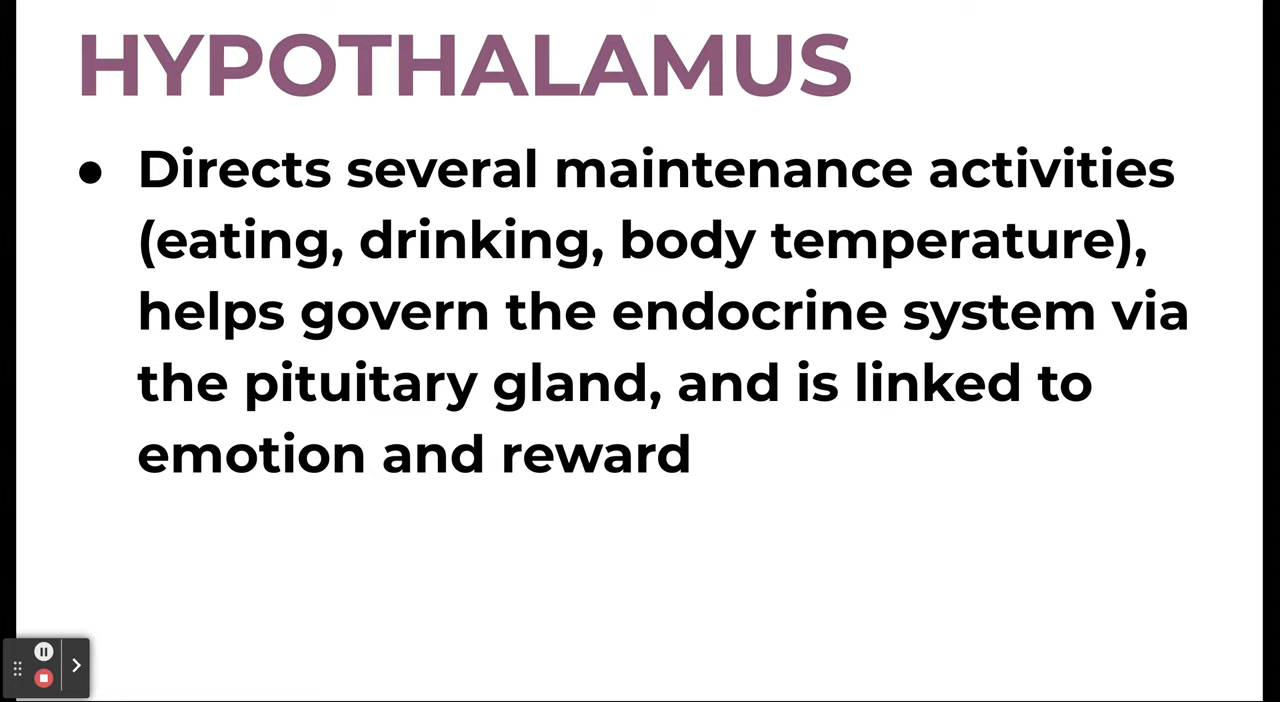 HYPOTHALAMUS
● Directs several maintenance activities
(eating, drinking, body temperature),
helps govern the endocrine system via
the pituitary gland, and is linked to
emotion and reward